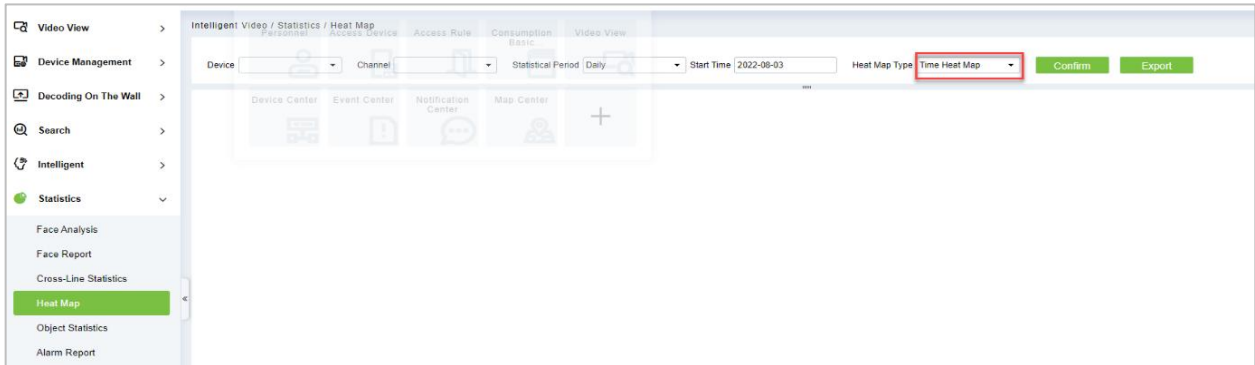 Video View
Device Management
Decoding On The Wall
Search
Intelligent
Statistics
Face Analysis
Face Report
Cross-Line Statistics
Heat Map
Object Statistics
Alarm Report
Intelligent Video / Statistics / Heat Map
Personnel Access Device Access Rule Consumption Basic... Video View
Device Channel Statistical Period Daily Start Time 2022-08-03 Heat Map Type Time Heat Map Confirm Export
Device Center Event Center Notification Center Map Center